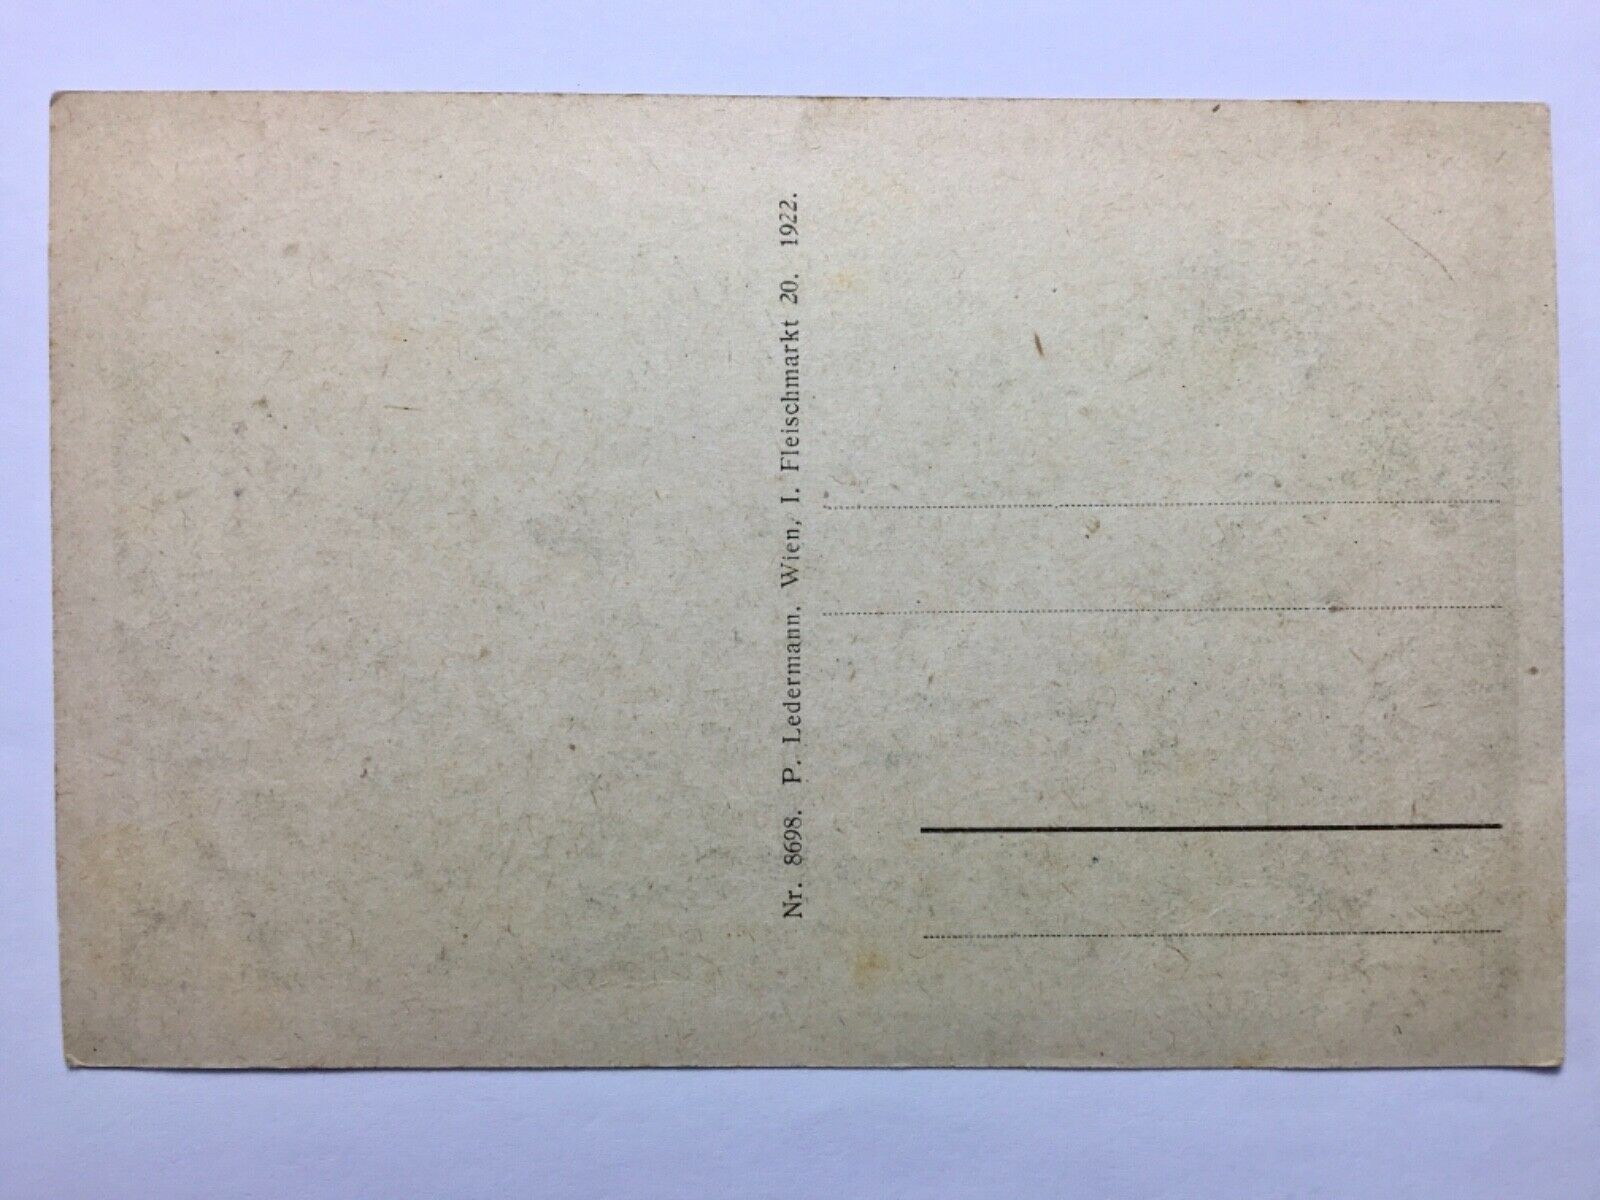 Nr. 8698. P. Ledermann, Wien, I. Fleischmarkt 20. 1922.